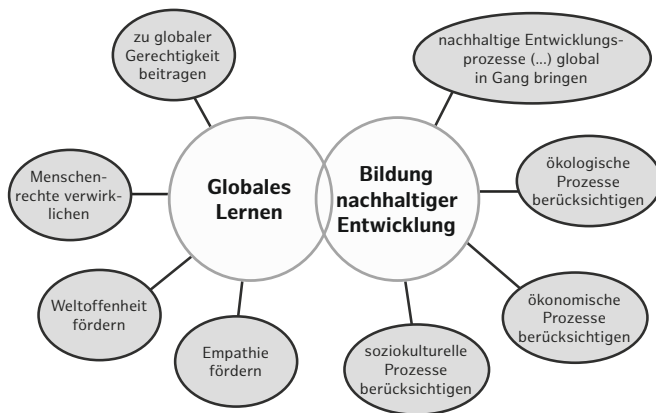 zu globaler
Gerechtigkeit
beitragen
nachhaltige Entwicklungs-
prozesse (...) global
in Gang bringen
Menschen-
rechte verwirk-
lichen
Globales
Lernen
Bildung
nachhaltiger
Entwicklung
ökologische
Prozesse
berücksichtigen
Weltoffenheit
fördern
Empathie
fördern
soziokulturelle
Prozesse
berücksichtigen
ökonomische
Prozesse
berücksichtigen